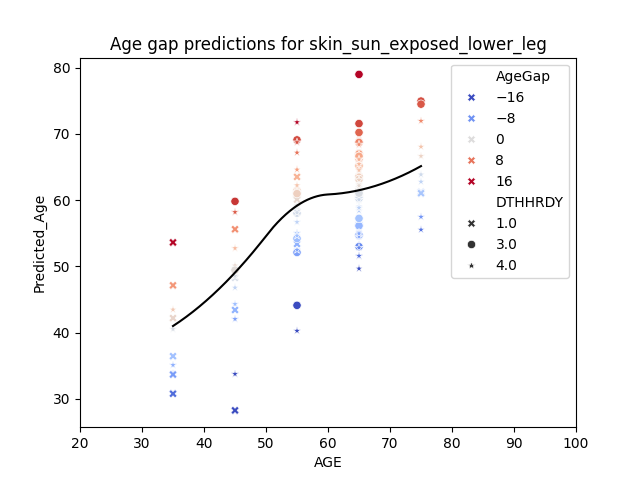 Age gap predictions for skin_sun_exposed_lower_leg
80
70
60
50
40
30
Predicted_Age
20 30 40 50 60 70 80 90 100
AGE
AgeGap
−16
−8
0
8
16
DTHHRDY
1.0
3.0
4.0